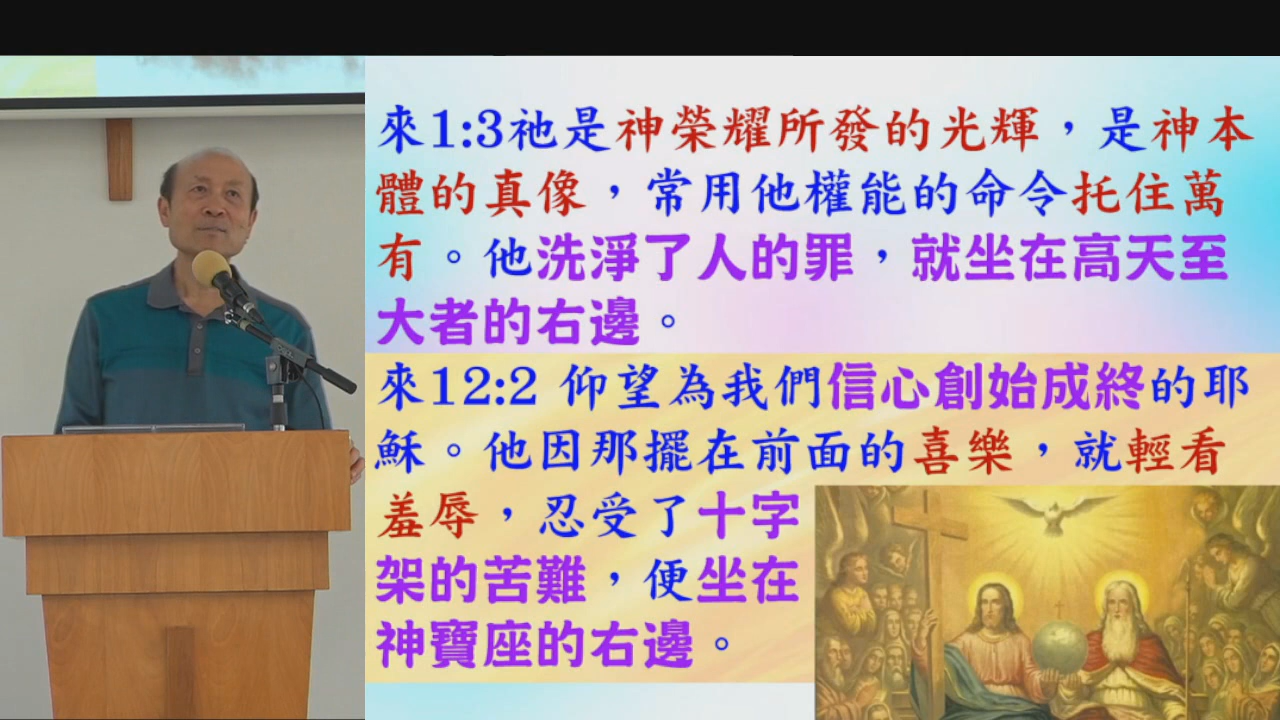 來1:3祂是神榮耀所發的光輝，是神本
體的真像，常用他權能的命令托住萬
有。他洗淨了人的罪，就坐在高天至
大者的右邊。
來12:2 仰望為我們信心創始成終的耶
穌。他因那擺在前面的喜樂，就輕看
羞辱，忍受了十字
架的苦難，便坐在
神寶座的右邊。